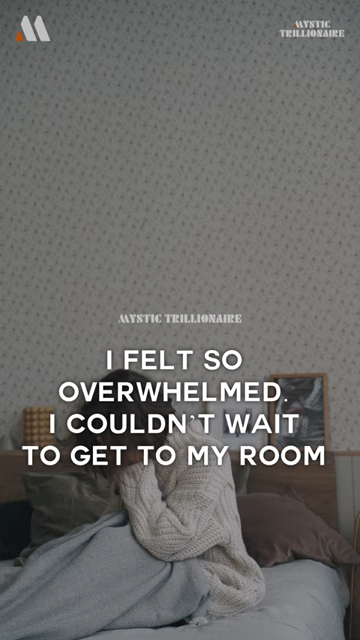 MYSTIC
TRILLIONAIRE
MYSTIC TRILLIONAIRE
I FELT SO
OVERWHELMED.
I COULDN'T WAIT
TO GET TO MY ROOM